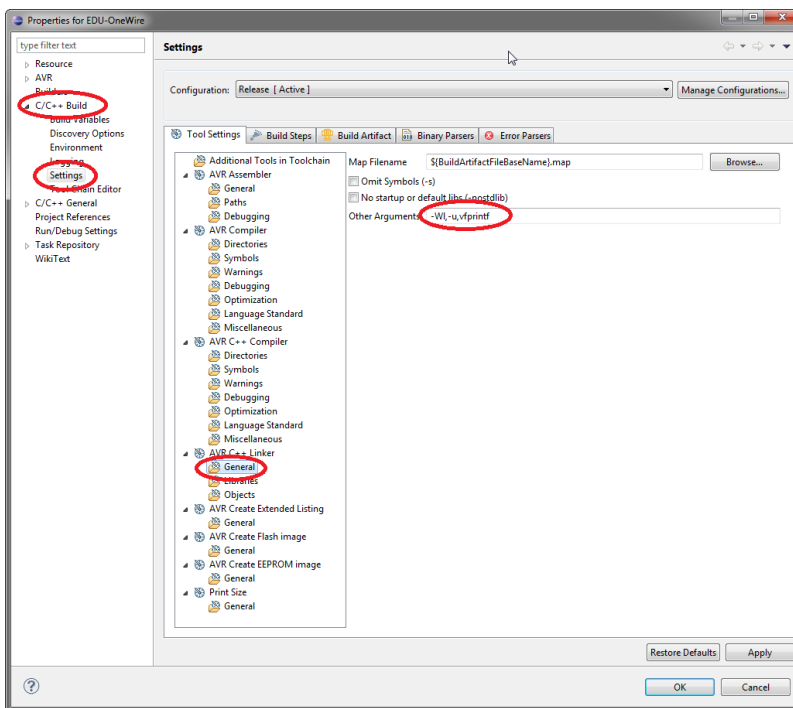 Properties for EDU-OneWire
type filter text
Resource
AVR
Builders
C/C++ Build
Build Variables
Discovery Options
Environment
Logging
Settings
Tool Chain Editor
C/C++ General
Project References
Run/Debug Settings
Task Repository
WikiText
Settings
Configuration: Release [ Active ]
Manage Configurations...
Tool Settings
Build Steps
Build Artifact
Binary Parsers
Error Parsers
Additional Tools in Toolchain
AVR Assembler
General
Paths
Debugging
AVR Compiler
Directories
Symbols
Warnings
Debugging
Optimization
Language Standard
Miscellaneous
AVR C++ Compiler
Directories
Symbols
Warnings
Debugging
Optimization
Language Standard
Miscellaneous
AVR C++ Linker
General
Libraries
Objects
AVR Create Extended Listing
General
AVR Create Flash image
General
AVR Create EEPROM image
General
Print Size
General
Map Filename ${BuildArtifactFileBaseName}.map Browse...
Omit Symbols (-s)
No startup or default libs (-nostdlib)
Other Arguments -Wl,-u,vfprintf
Restore Defaults Apply
OK Cancel